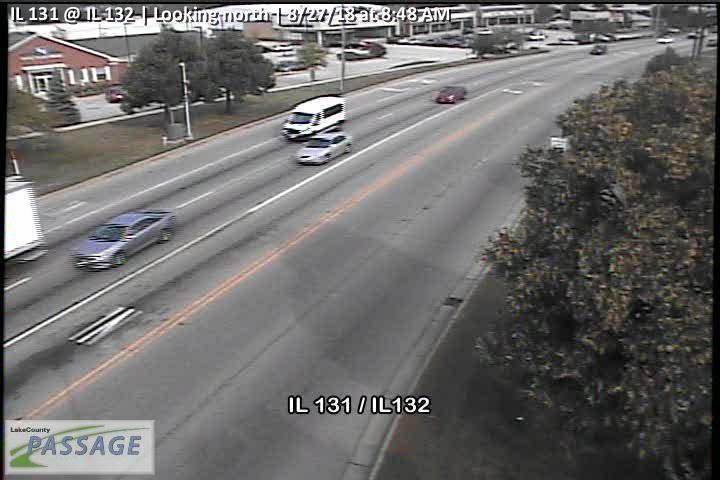 IL 131 @ IL 132 | Looking north | 8/27/18 at 8:48 AM
IL 131 / IL132
LakeCounty
PASSAGE